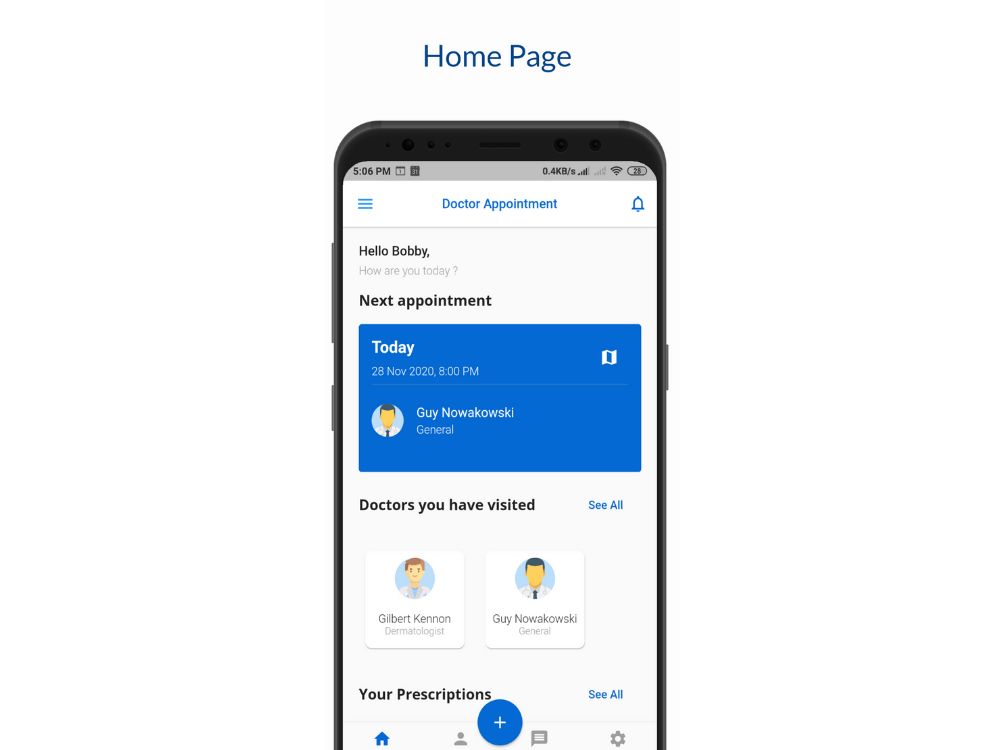 Home Page
5:06 PM
0.4KB/s
28
Doctor Appointment
Hello Bobby,
How are you today ?
Next appointment
Today
28 Nov 2020, 8:00 PM
Guy Nowakowski
General
Doctors you have visited
See All
Gilbert Kennon
Dermatologist
Guy Nowakowski
General
Your Prescriptions
See All